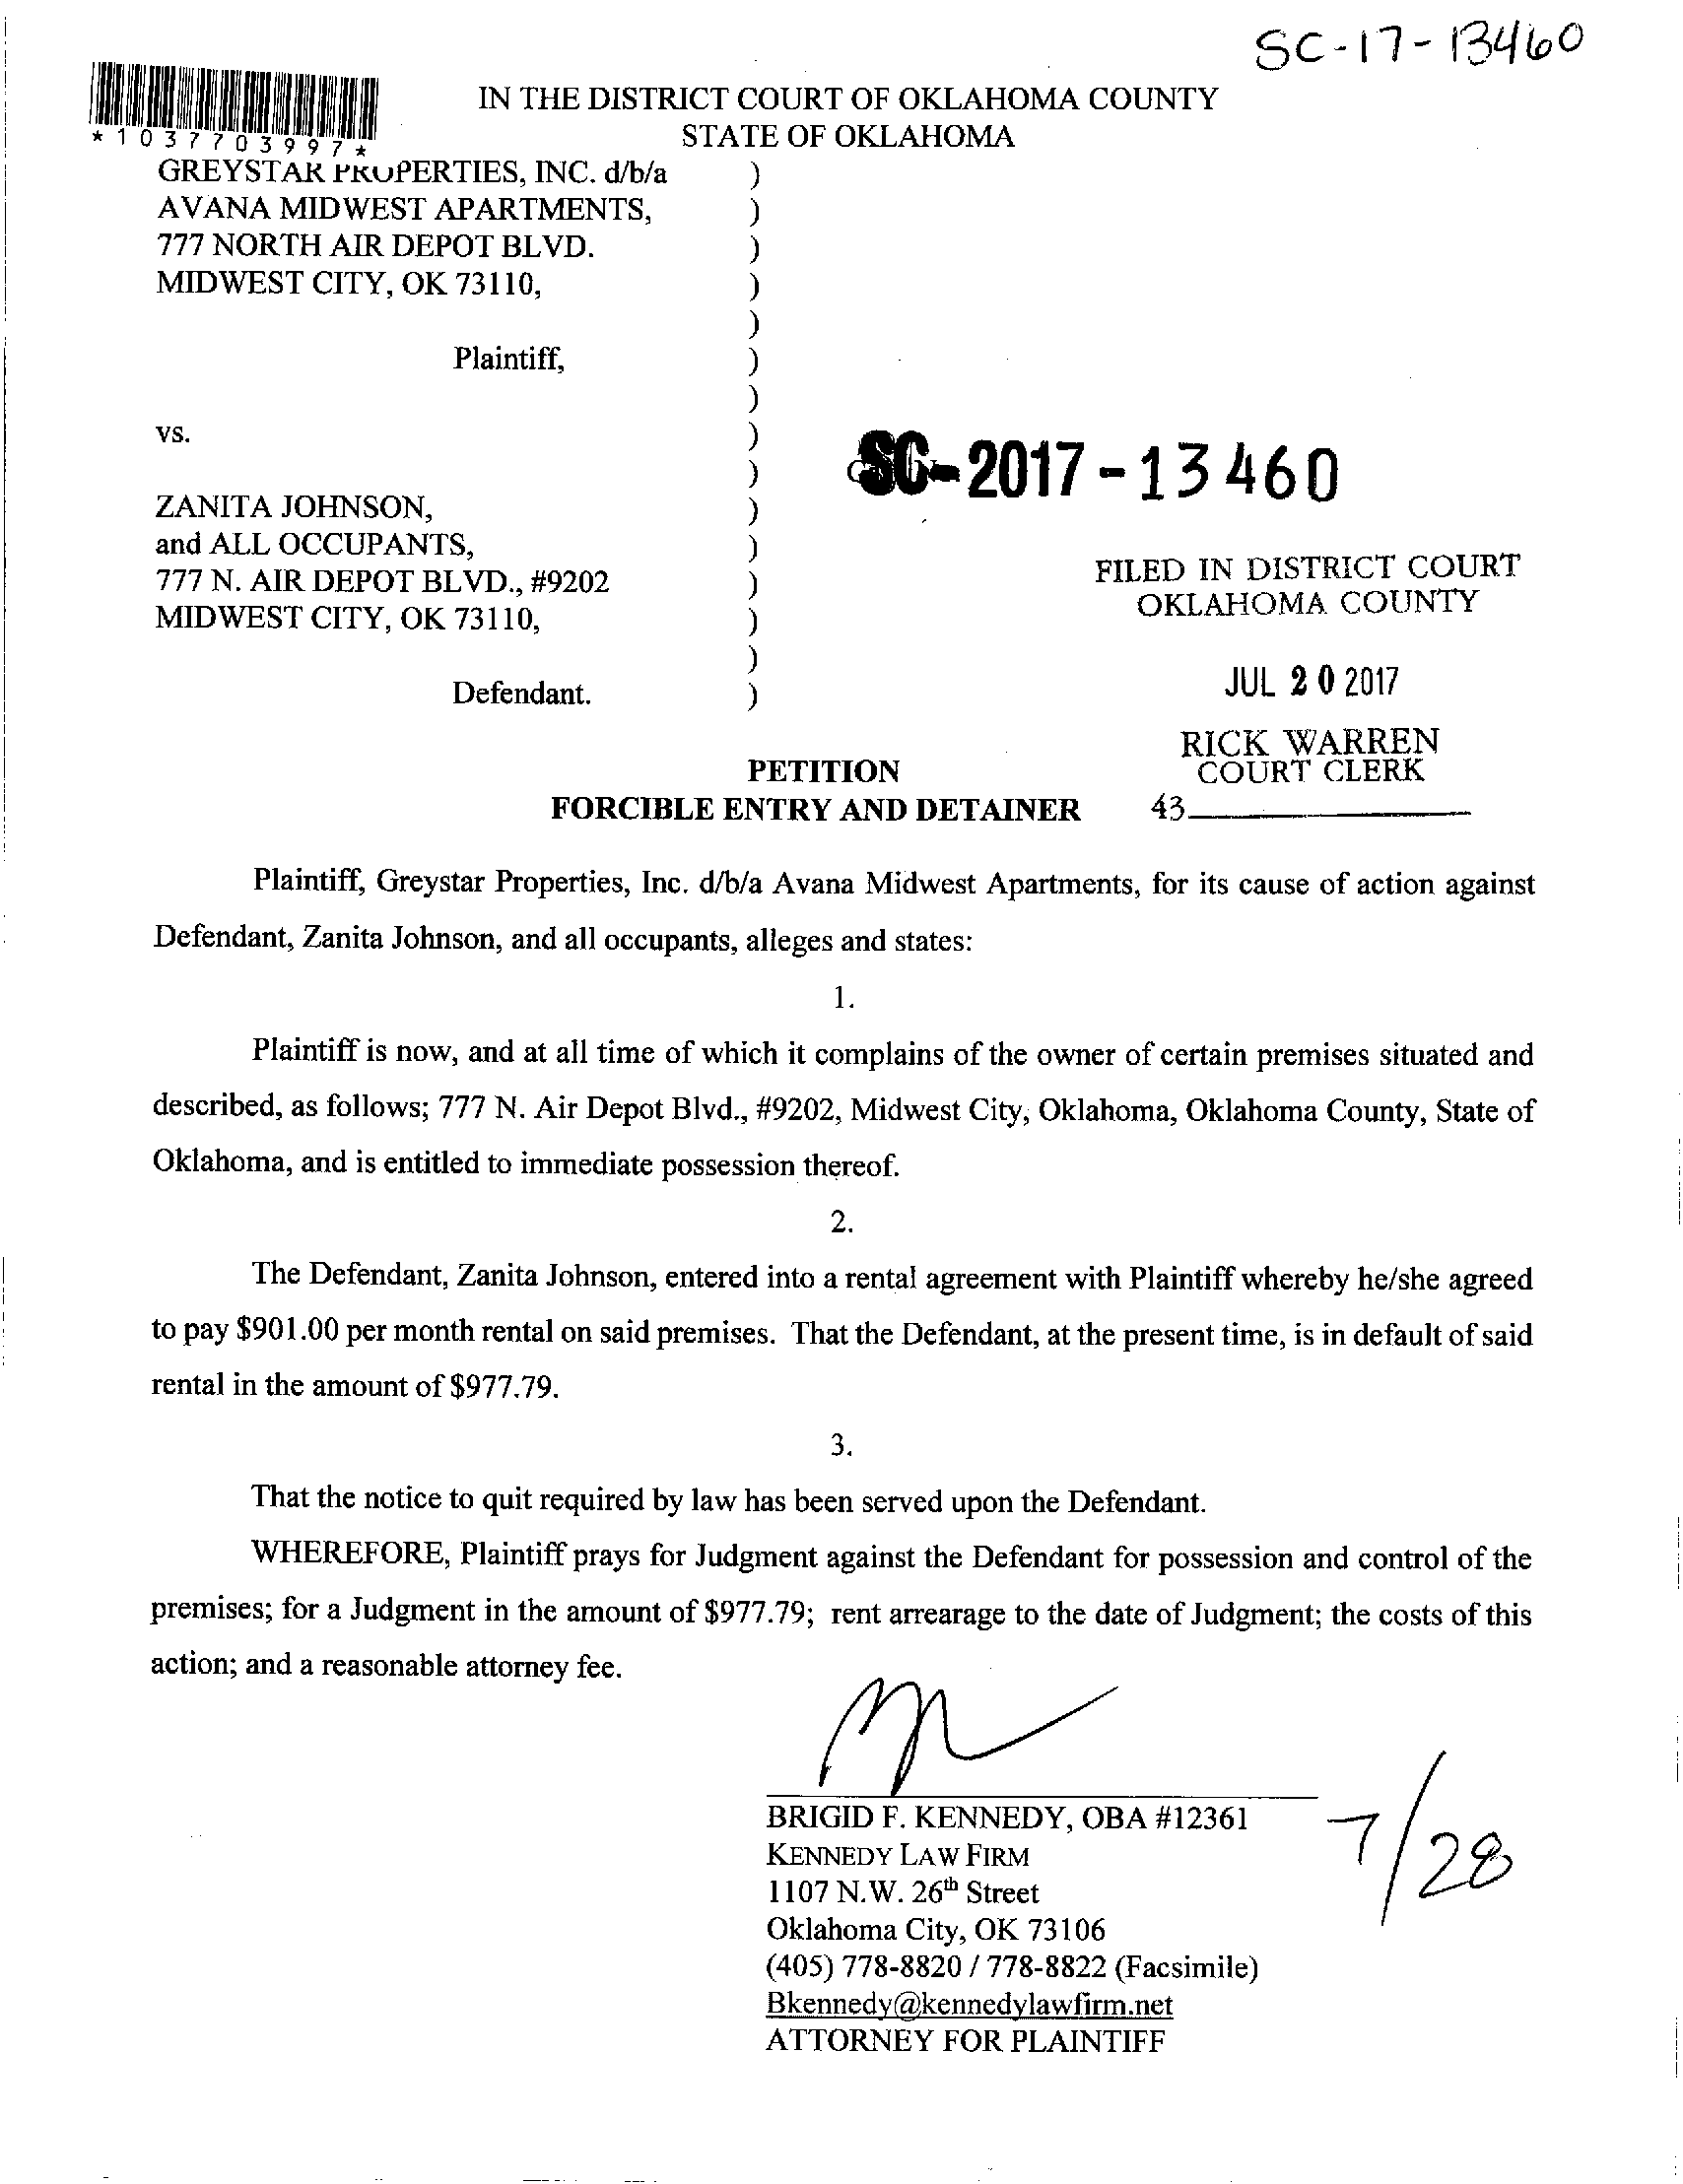 SC-17-13460
*1037703997*
IN THE DISTRICT COURT OF OKLAHOMA COUNTY
STATE OF OKLAHOMA
GREYSTAR PROPERTIES, INC. d/b/a )
AVANA MIDWEST APARTMENTS, )
777 NORTH AIR DEPOT BLVD. )
MIDWEST CITY, OK 73110, )
)
Plaintiff, )
)
vs. )
)
SC-2017-13460
ZANITA JOHNSON, )
and ALL OCCUPANTS, )
777 N. AIR DEPOT BLVD., #9202 )
MIDWEST CITY, OK 73110, )
)
Defendant. )
FILED IN DISTRICT COURT
OKLAHOMA COUNTY
JUL 20 2017
RICK WARREN
COURT CLERK
43
PETITION
FORCIBLE ENTRY AND DETAINER
Plaintiff, Greystar Properties, Inc. d/b/a Avana Midwest Apartments, for its cause of action against
Defendant, Zanita Johnson, and all occupants, alleges and states:
1.
Plaintiff is now, and at all time of which it complains of the owner of certain premises situated and
described, as follows; 777 N. Air Depot Blvd., #9202, Midwest City, Oklahoma, Oklahoma County, State of
Oklahoma, and is entitled to immediate possession thereof.
2.
The Defendant, Zanita Johnson, entered into a rental agreement with Plaintiff whereby he/she agreed
to pay $901.00 per month rental on said premises. That the Defendant, at the present time, is in default of said
rental in the amount of $977.79.
3.
That the notice to quit required by law has been served upon the Defendant.
WHEREFORE, Plaintiff prays for Judgment against the Defendant for possession and control of the
premises; for a Judgment in the amount of $977.79; rent arrearage to the date of Judgment; the costs of this
action; and a reasonable attorney fee.
BRIGID F. KENNEDY, OBA #12361
KENNEDY LAW FIRM
1107 N.W. 26th Street
Oklahoma City, OK 73106
(405) 778-8820 / 778-8822 (Facsimile)
Bkennedy@kennedylawfirm.net
ATTORNEY FOR PLAINTIFF
7/28